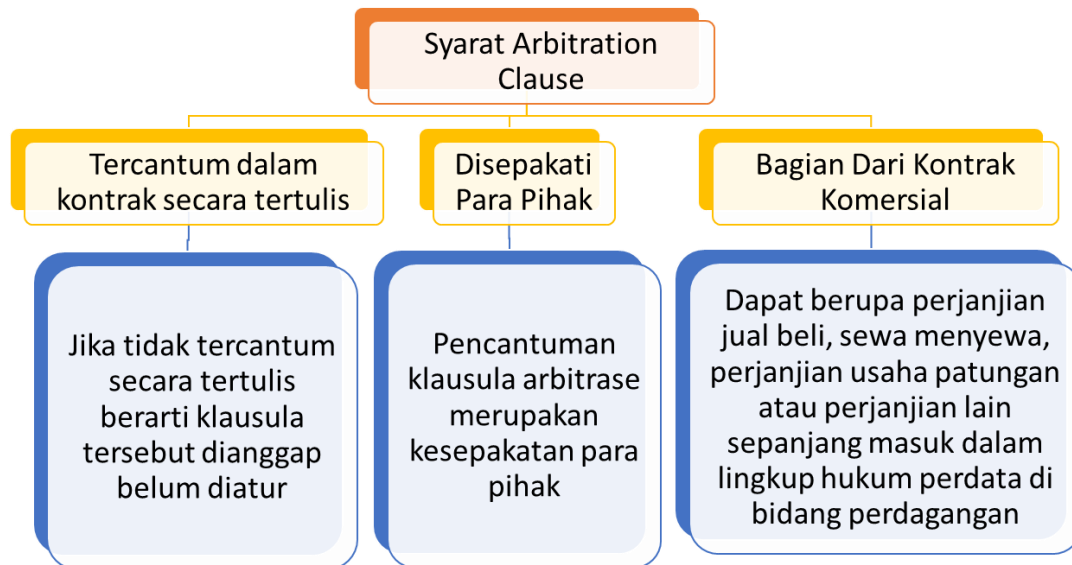 Syarat Arbitration
Clause
Tercantum dalam
kontrak secara tertulis
Jika tidak tercantum
secara tertulis
berarti klausula
tersebut dianggap
belum diatur
Disepakati
Para Pihak
Pencantuman
klausula arbitrase
merupakan
kesepakatan para
pihak
Bagian Dari Kontrak
Komersial
Dapat berupa perjanjian
jual beli, sewa menyewa,
perjanjian usaha patungan
atau perjanjian lain
sepanjang masuk dalam
lingkup hukum perdata di
bidang perdagangan